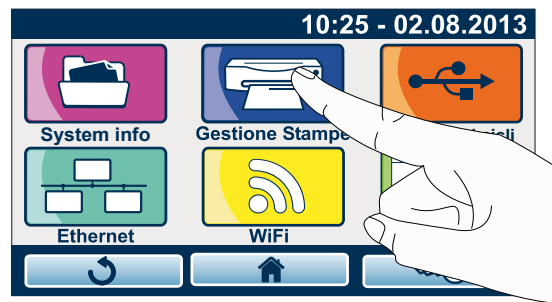 10:25 - 02.08.2013
System info
Gestione Stampe
Ethernet
WiFi